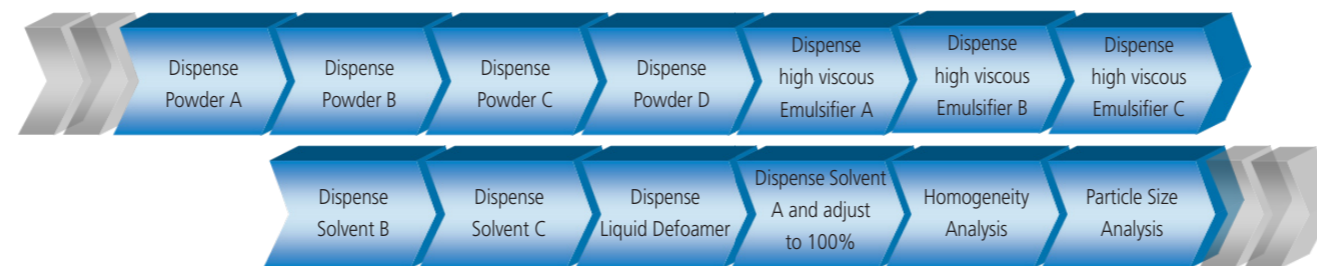 Dispense
Powder A
Dispense
Powder B
Dispense
Powder C
Dispense
Powder D
Dispense
high viscous
Emulsifier A
Dispense
high viscous
Emulsifier B
Dispense
high viscous
Emulsifier C
Dispense
Solvent B
Dispense
Solvent C
Dispense
Liquid Defoamer
Dispense Solvent
A and adjust
to 100%
Homogeneity
Analysis
Particle Size
Analysis